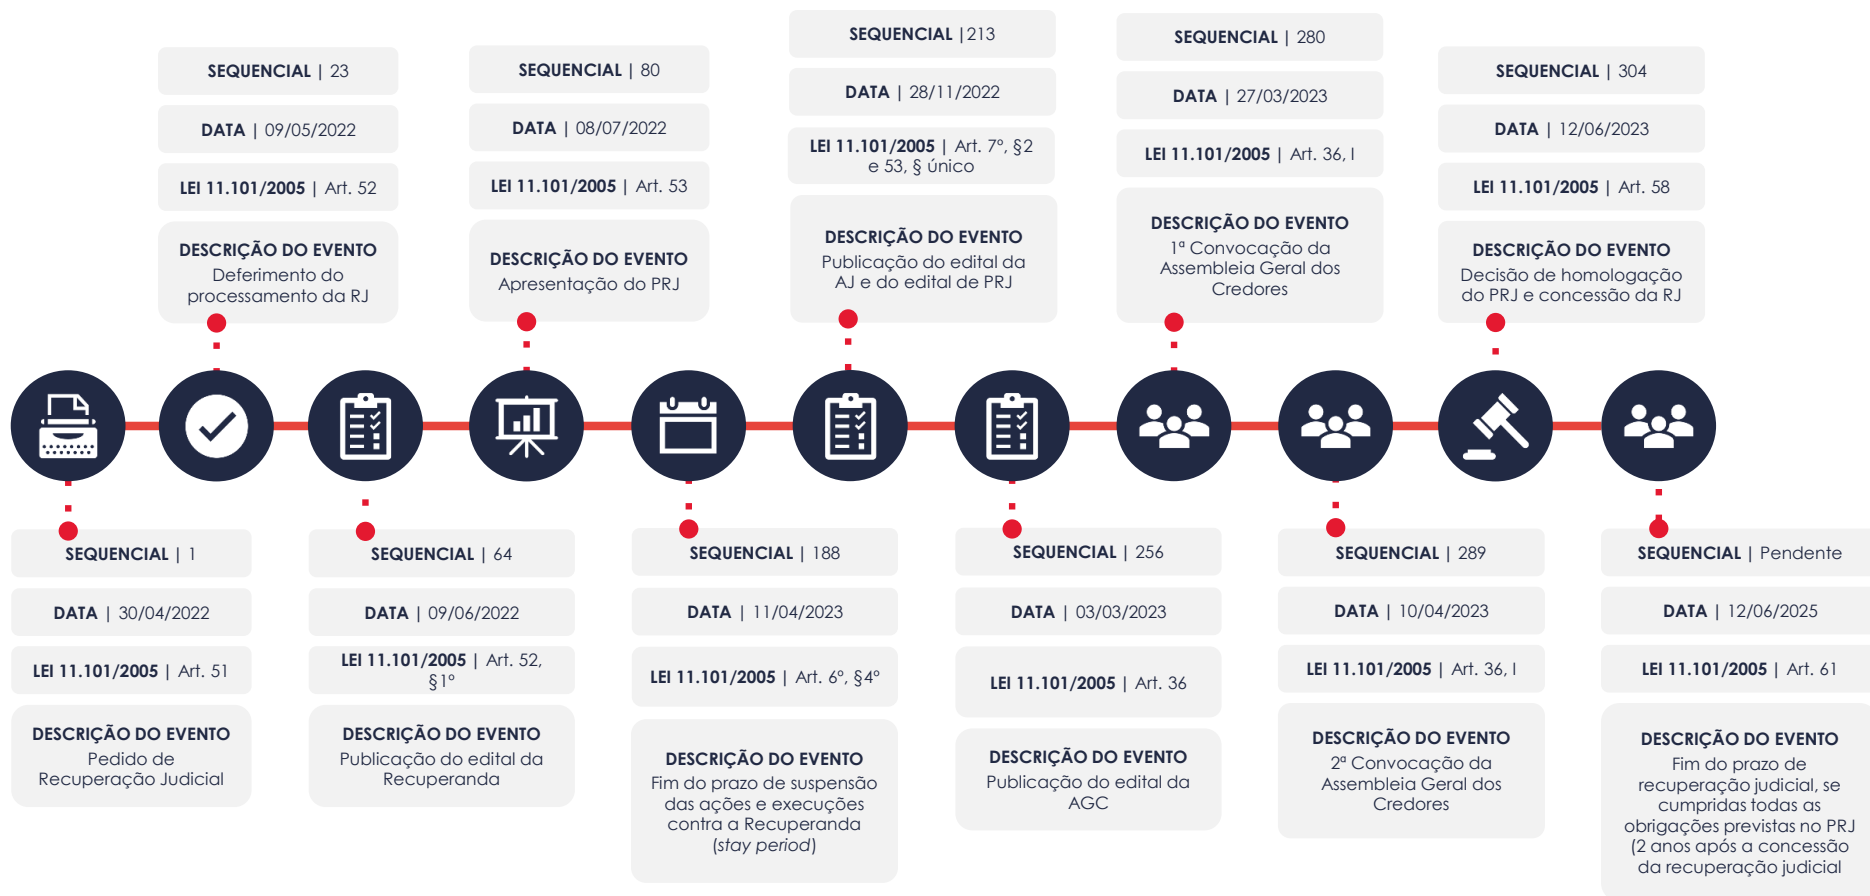 SEQUENCIAL | 23
DATA | 09/05/2022
LEI 11.101/2005 | Art. 52
DESCRIÇÃO DO EVENTO
Deferimento do
processamento da RJ
SEQUENCIAL | 80
DATA | 08/07/2022
LEI 11.101/2005 | Art. 53
DESCRIÇÃO DO EVENTO
Apresentação do PRJ
SEQUENCIAL |213
DATA | 28/11/2022
LEI 11.101/2005 | Art. 7º, §2
e 53, § único
DESCRIÇÃO DO EVENTO
Publicação do edital da
AJ e do edital de PRJ
SEQUENCIAL | 280
DATA | 27/03/2023
LEI 11.101/2005 | Art. 36, I
DESCRIÇÃO DO EVENTO
1ª Convocação da
Assembleia Geral dos
Credores
SEQUENCIAL | 304
DATA | 12/06/2023
LEI 11.101/2005 | Art. 58
DESCRIÇÃO DO EVENTO
Decisão de homologação
do PRJ e concessão da RJ
SEQUENCIAL | 1
DATA | 30/04/2022
LEI 11.101/2005 | Art. 51
DESCRIÇÃO DO EVENTO
Pedido de
Recuperação Judicial
SEQUENCIAL | 64
DATA | 09/06/2022
LEI 11.101/2005 | Art. 52,
§1º
DESCRIÇÃO DO EVENTO
Publicação do edital da
Recuperanda
SEQUENCIAL | 188
DATA | 11/04/2023
LEI 11.101/2005 | Art. 6º, §4º
DESCRIÇÃO DO EVENTO
Fim do prazo de suspensão
das ações e execuções
contra a Recuperanda
(stay period)
SEQUENCIAL | 256
DATA | 03/03/2023
LEI 11.101/2005 | Art. 36
DESCRIÇÃO DO EVENTO
Publicação do edital da
AGC
SEQUENCIAL | 289
DATA | 10/04/2023
LEI 11.101/2005 | Art. 36, I
DESCRIÇÃO DO EVENTO
2ª Convocação da
Assembleia Geral dos
Credores
SEQUENCIAL | Pendente
DATA | 12/06/2025
LEI 11.101/2005 | Art. 61
DESCRIÇÃO DO EVENTO
Fim do prazo de
recuperação judicial, se
cumpridas todas as
obrigações previstas no PRJ
(2 anos após a concessão
da recuperação judicial